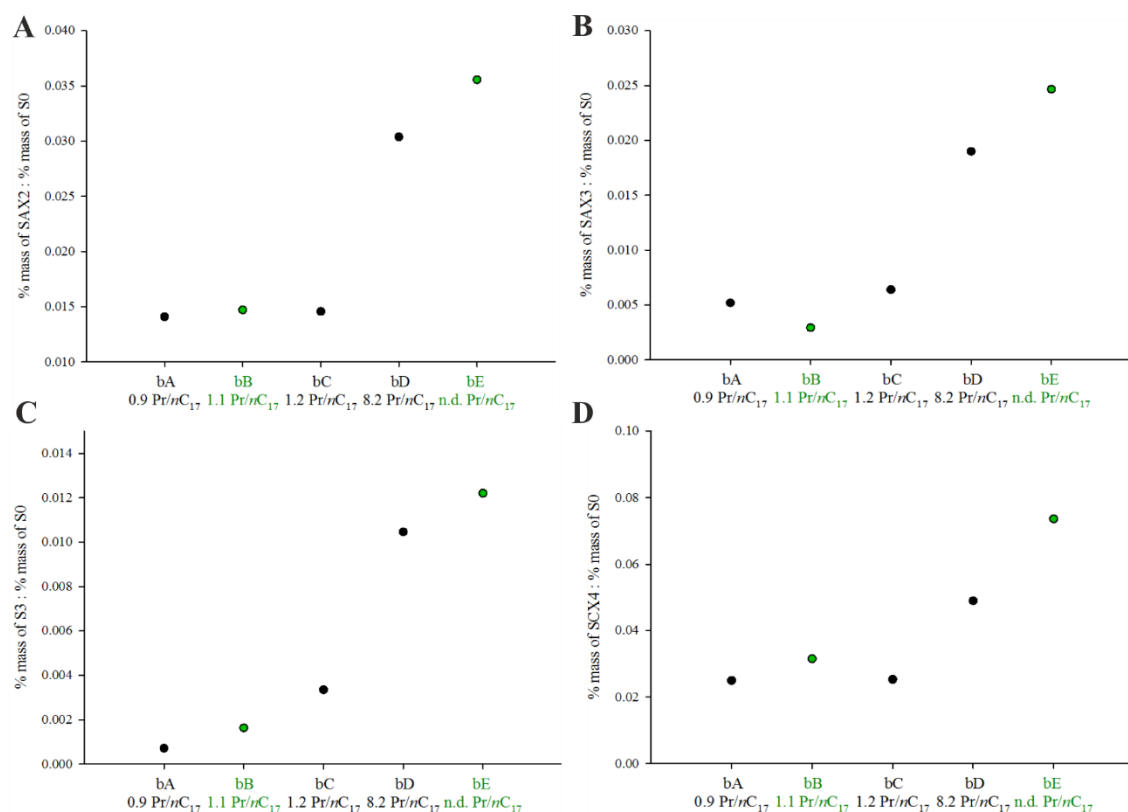 A
% mass of SAX2 : % mass of S0
0.040
0.035
0.030
0.025
0.020
0.015
0.010
bA bB bC bD bE
0.9 Pr/nC17 1.1 Pr/nC17 1.2 Pr/nC17 8.2 Pr/nC17 n.d. Pr/nC17
B
% mass of SAX3 : % mass of S0
0.030
0.025
0.020
0.015
0.010
0.005
0.000
bA bB bC bD bE
0.9 Pr/nC17 1.1 Pr/nC17 1.2 Pr/nC17 8.2 Pr/nC17 n.d. Pr/nC17
C
% mass of S3 : % mass of S0
0.014
0.012
0.010
0.008
0.006
0.004
0.002
0.000
bA bB bC bD bE
0.9 Pr/nC17 1.1 Pr/nC17 1.2 Pr/nC17 8.2 Pr/nC17 n.d. Pr/nC17
D
% mass of SCX4 : % mass of S0
0.10
0.08
0.06
0.04
0.02
0.00
bA bB bC bD bE
0.9 Pr/nC17 1.1 Pr/nC17 1.2 Pr/nC17 8.2 Pr/nC17 n.d. Pr/nC17